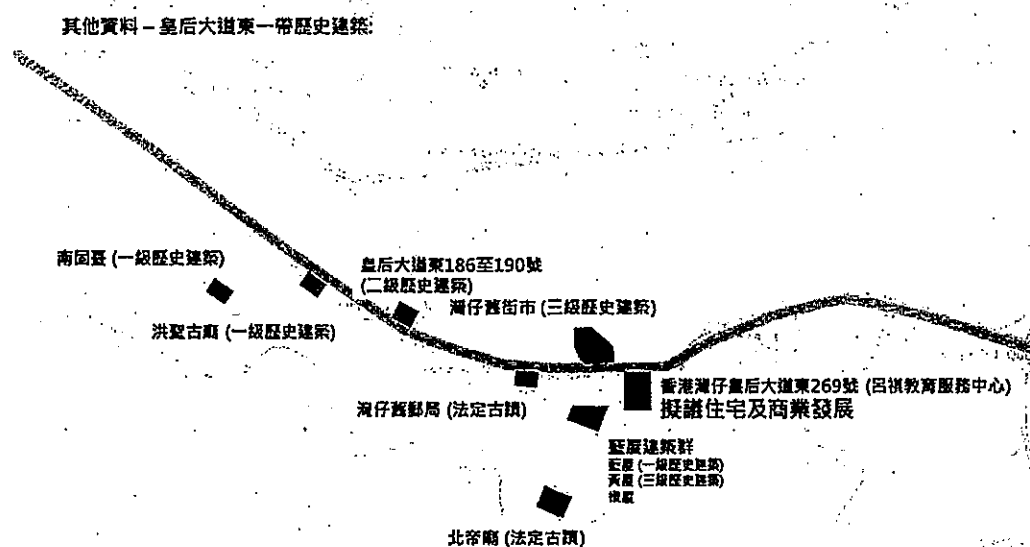 其他資料 – 皇后大道東一帶歷史建築:
南固臺 (一級歷史建築)
皇后大道東186至190號
(二級歷史建築)
灣仔舊街市 (三級歷史建築)
洪聖古廟 (一級歷史建築)
香港灣仔皇后大道東269號 (呂祺教育服務中心)
擬議住宅及商業發展
灣仔舊郵局 (法定古蹟)
藍屋建築群
藍屋 (一級歷史建築)
黃屋 (三級歷史建築)
橙屋
北帝廟 (法定古蹟)